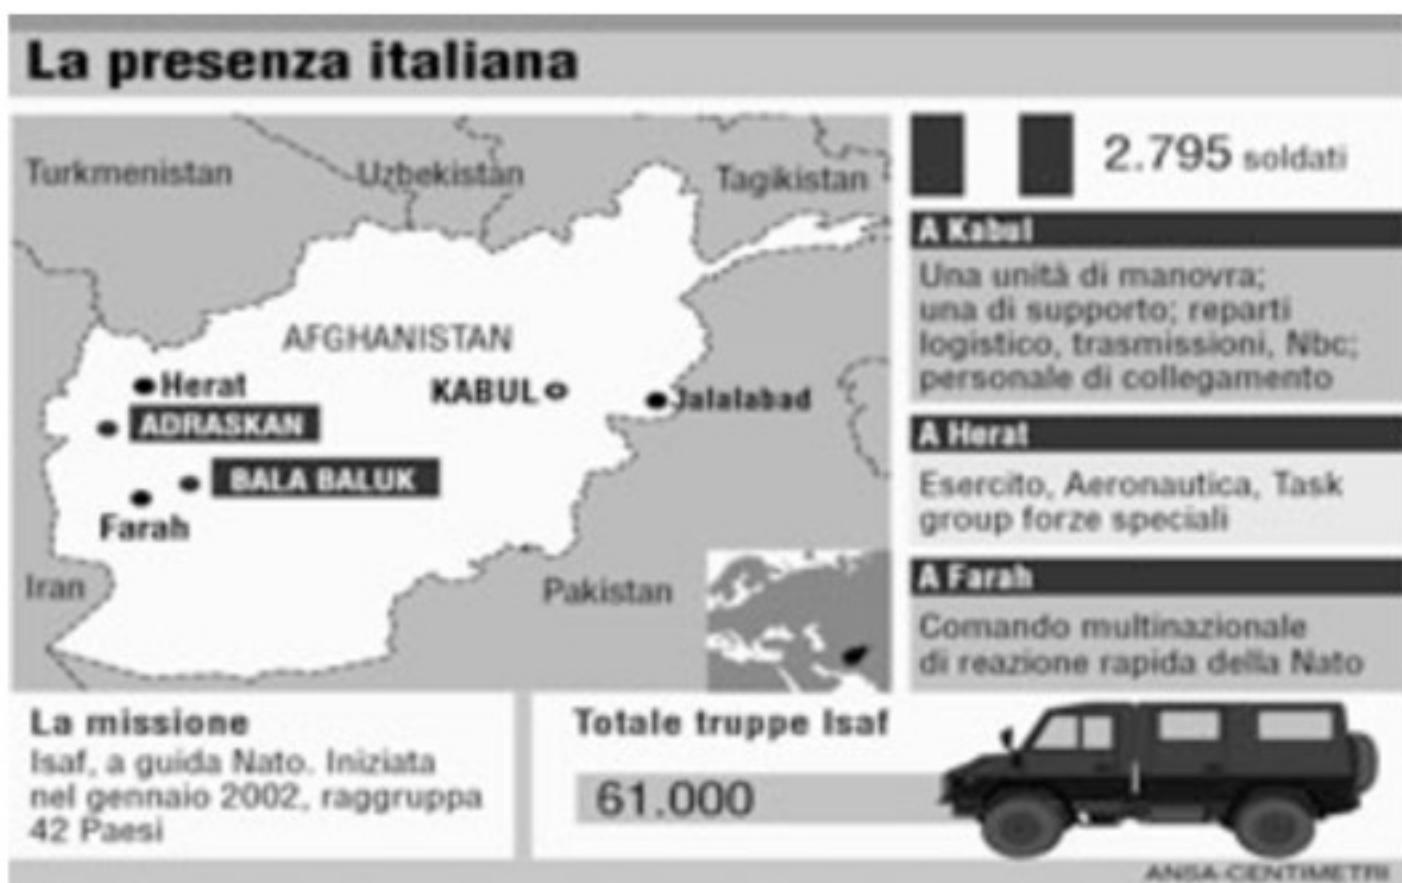 La presenza italiana
Turkmenistan
Uzbekistan
Tagikistan
AFGHANISTAN
Herat
KABUL
Jalalabad
ADRASKAN
BALA BALUK
Farah
Iran
Pakistan
2.795 soldati
A Kabul
Una unità di manovra;
una di supporto; reparti
logistico, trasmissioni, Nbc;
personale di collegamento
A Herat
Esercito, Aeronautica, Task
group forze speciali
A Farah
Comando multinazionale
di reazione rapida della Nato
La missione
Isaf, a guida Nato. Iniziata
nel gennaio 2002, raggruppa
42 Paesi
Totale truppe Isaf
61.000
ANSA-CENTIMETRI